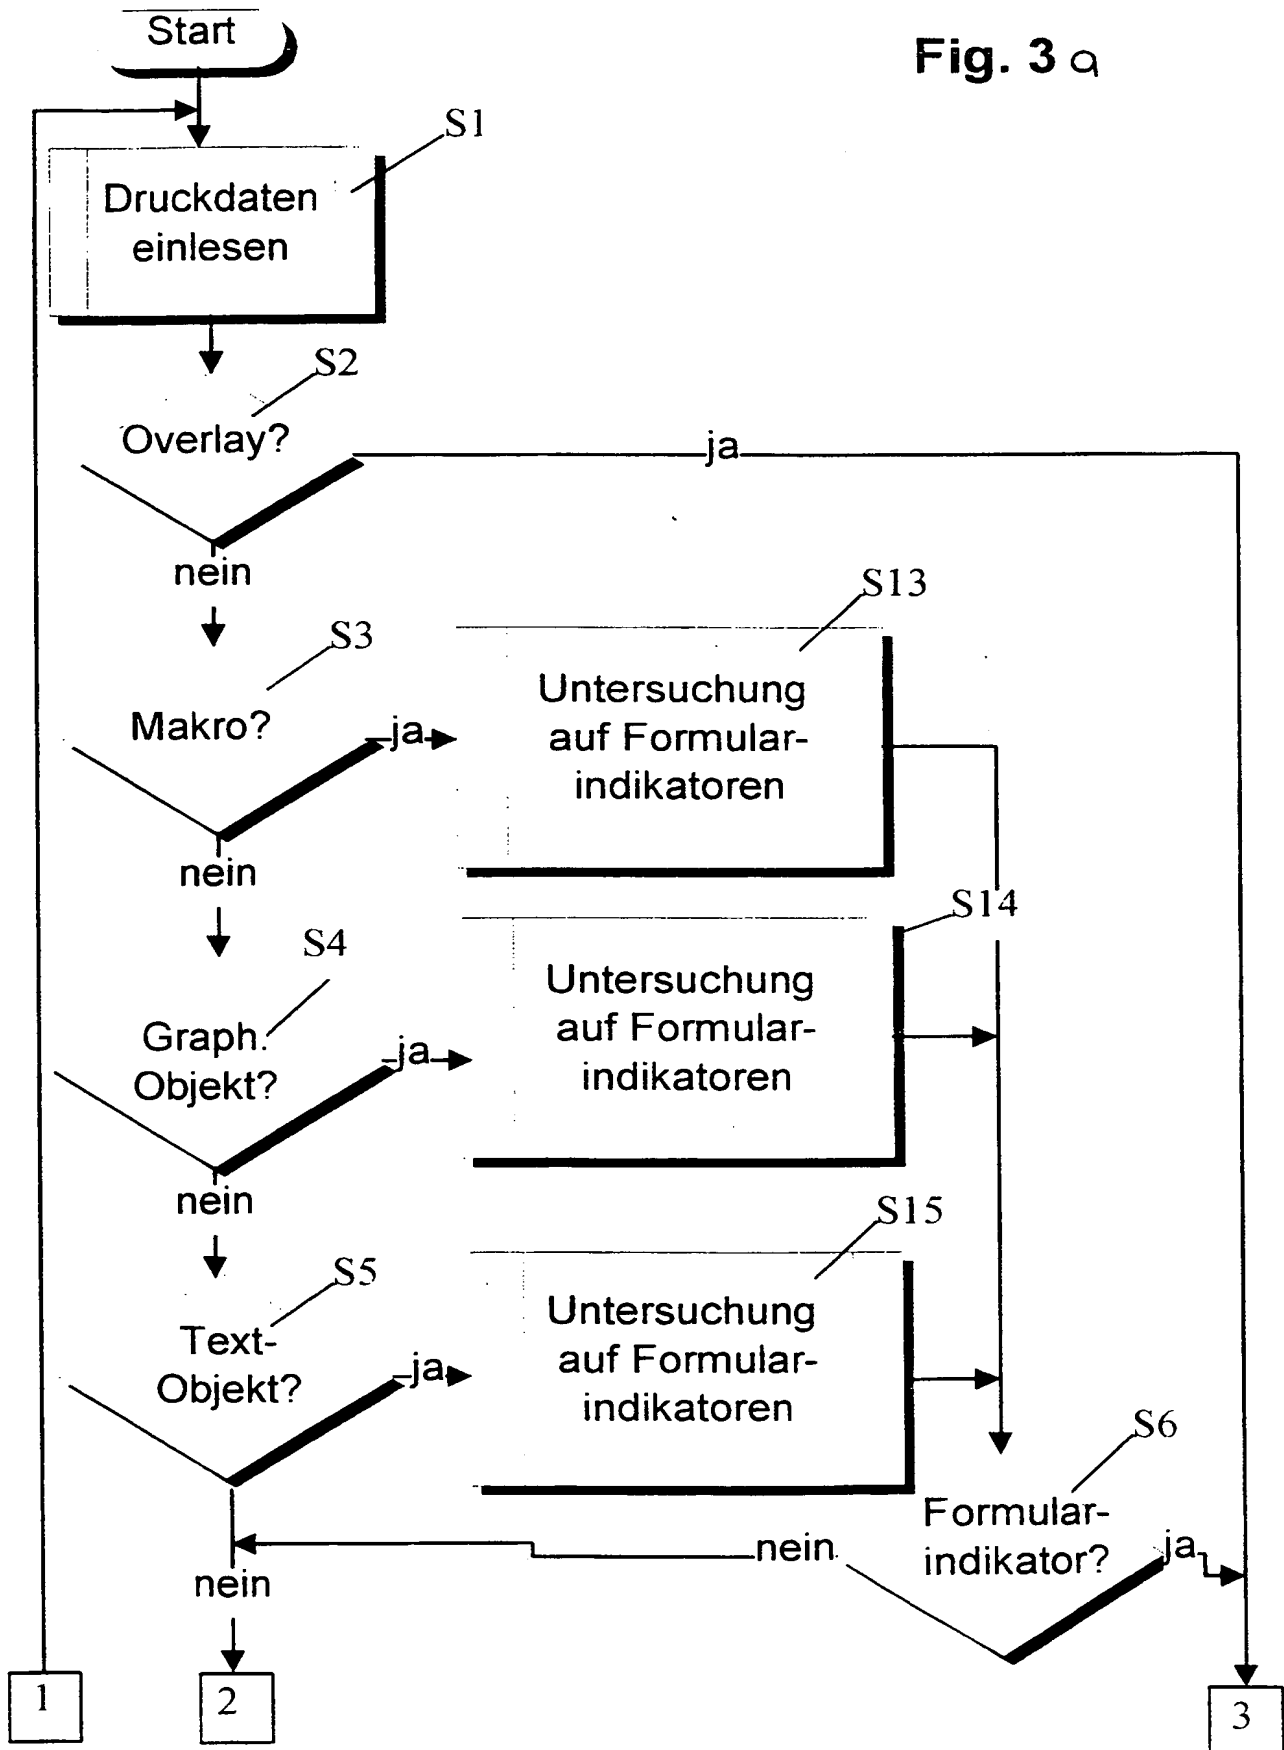 Start
Fig. 3 a
S1
Druckdaten
einlesen
S2
Overlay?
ja
nein
S13
S3
Untersuchung
auf Formular-
indikatoren
Makro?
ja
nein
S14
S4
Untersuchung
auf Formular-
indikatoren
Graph.
Objekt?
ja
nein
S15
S5
Untersuchung
auf Formular-
indikatoren
Text-
Objekt?
ja
S6
Formular-
indikator?
ja
nein
nein
1
2
3